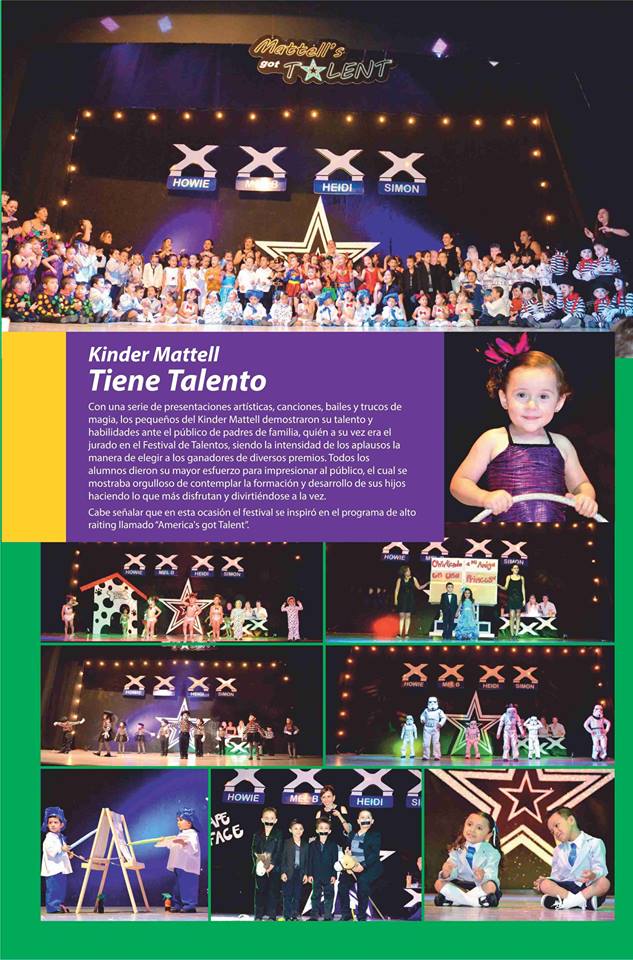 Mattell's
got TALENT
HOWIE MEL B HEIDI SIMON
Kinder Mattell
Tiene Talento
Con una serie de presentaciones artísticas, canciones, bailes y trucos de
magia, los pequeños del Kinder Mattell demostraron su talento y
habilidades ante el público de padres de familia, quién a su vez era el
jurado en el Festival de Talentos, siendo la intensidad de los aplausos la
manera de elegir a los ganadores de diversos premios. Todos los
alumnos dieron su mayor esfuerzo para impresionar al público, el cual se
mostraba orgulloso de contemplar la formación y desarrollo de sus hijos
haciendo lo que más disfrutan y divirtiéndose a la vez.
Cabe señalar que en esta ocasión el festival se inspiró en el programa de alto
raiting llamado "America's got Talent".
HOWIE MEL B HEIDI SIMON
HOWIE MEL B HEIDI SIMON
a mi Amiga
en una Princesa
HOWIE MEL B HEIDI SIMON
HOWIE MEL B HEIDI SIMON
HOWIE MEL B HEIDI
APE
FACE